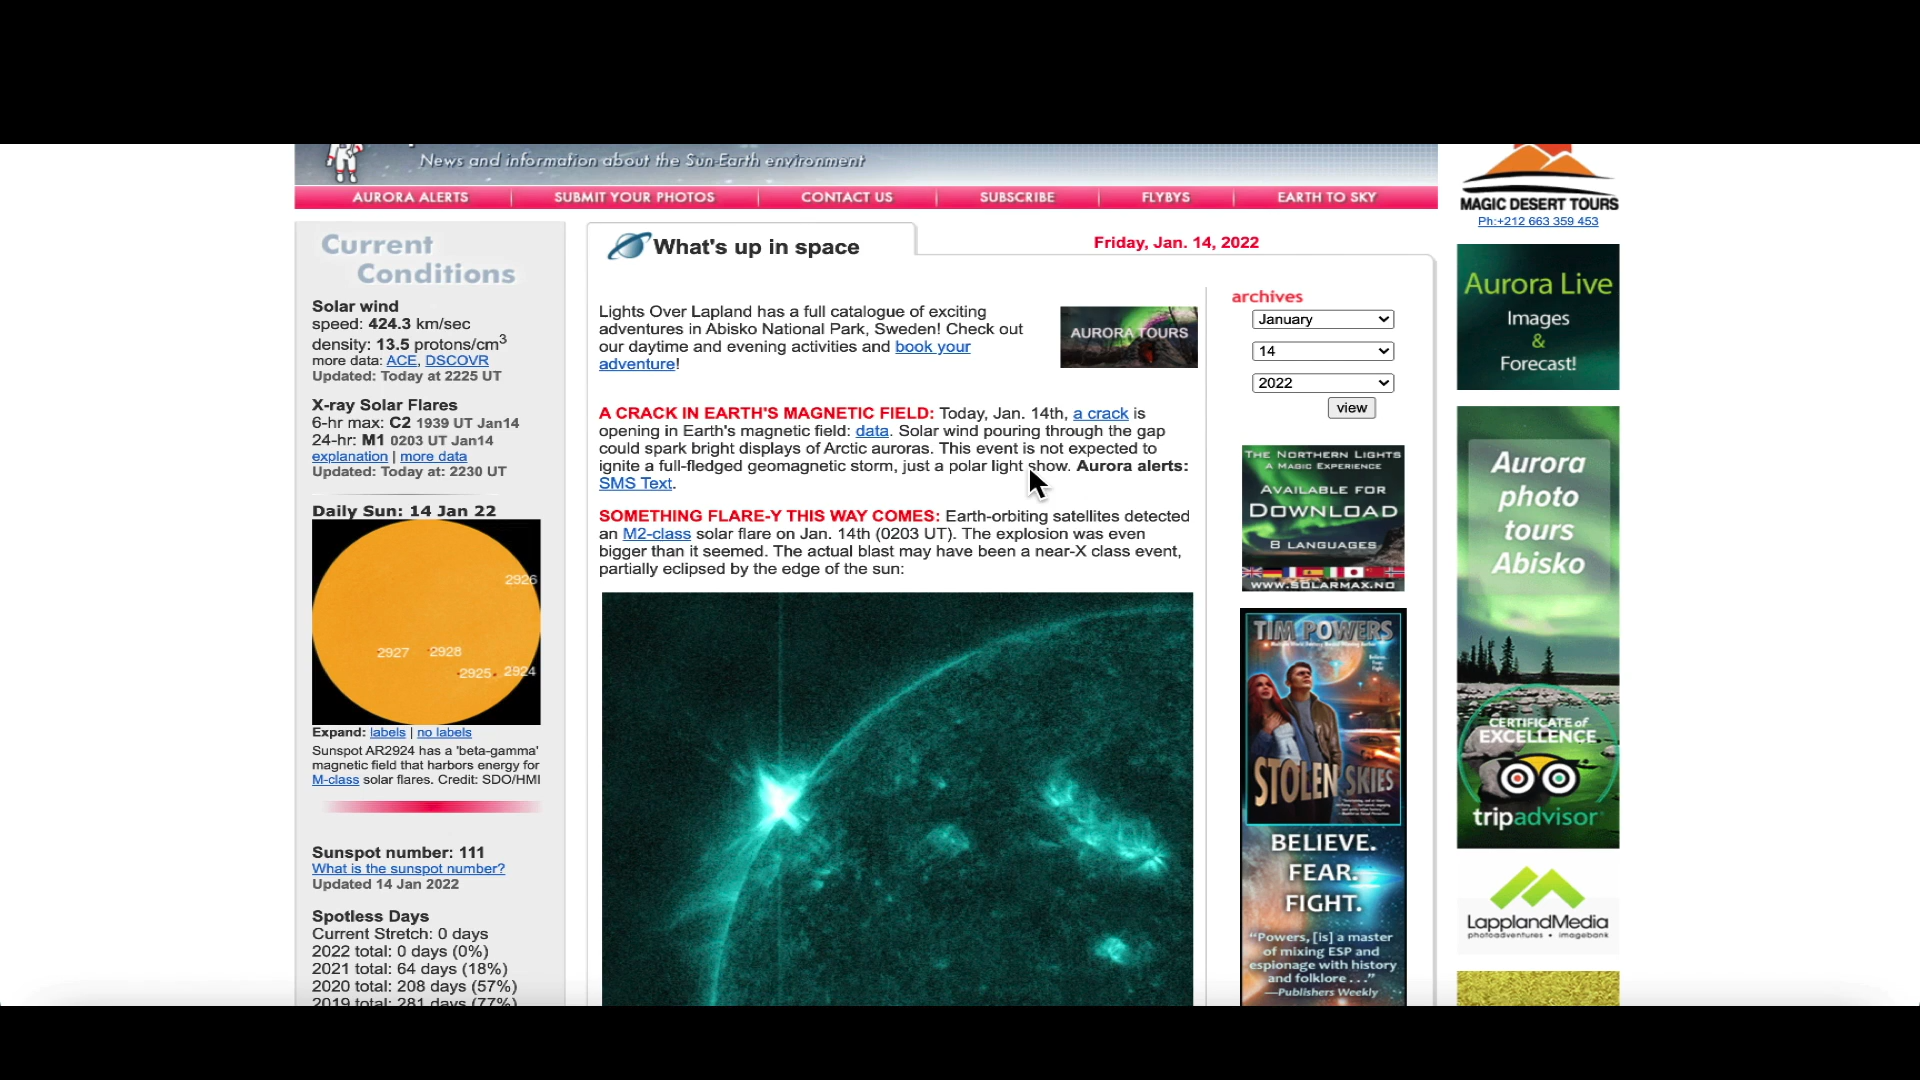 News and information about the Sun-Earth environment
AURORA ALERTS
SUBMIT YOUR PHOTOS
CONTACT US
SUBSCRIBE
FLYBYS
EARTH TO SKY
Current
Conditions
Solar wind
speed: 424.3 km/sec
density: 13.5 protons/cm3
more data: ACE, DSCOVR
Updated: Today at 2225 UT
X-ray Solar Flares
6-hr max: C2 1939 UT Jan14
24-hr: M1 0203 UT Jan14
explanation | more data
Updated: Today at: 2230 UT
Daily Sun: 14 Jan 22
2926
2927
2928
2925
2924
Expand: labels | no labels
Sunspot AR2924 has a 'beta-gamma'
magnetic field that harbors energy for
M-class solar flares. Credit: SDO/HMI
Sunspot number: 111
What is the sunspot number?
Updated 14 Jan 2022
Spotless Days
Current Stretch: 0 days
2022 total: 0 days (0%)
2021 total: 64 days (18%)
2020 total: 208 days (57%)
2019 total: 281 days (77%)
What's up in space
Friday, Jan. 14, 2022
Lights Over Lapland has a full catalogue of exciting
adventures in Abisko National Park, Sweden! Check out
our daytime and evening activities and book your
adventure!
AURORA TOURS
A CRACK IN EARTH'S MAGNETIC FIELD: Today, Jan. 14th, a crack is
opening in Earth's magnetic field: data. Solar wind pouring through the gap
could spark bright displays of Arctic auroras. This event is not expected to
ignite a full-fledged geomagnetic storm, just a polar light show. Aurora alerts:
SMS Text.
SOMETHING FLARE-Y THIS WAY COMES: Earth-orbiting satellites detected
an M2-class solar flare on Jan. 14th (0203 UT). The explosion was even
bigger than it seemed. The actual blast may have been a near-X class event,
partially eclipsed by the edge of the sun:
archives
January
14
2022
view
THE NORTHERN LIGHTS
A MAGIC EXPERIENCE
AVAILABLE FOR
DOWNLOAD
8 LANGUAGES
WWW.SOLARMAX.NO
TIM POWERS
STOLEN SKIES
BELIEVE.
FEAR.
FIGHT.
"Powers, [is] a master
of mixing ESP and
espionage with history
and folklore . . ."
—Publishers Weekly
MAGIC DESERT TOURS
Ph:+212 663 359 453
Aurora Live
Images
&
Forecast!
Aurora
photo
tours
Abisko
CERTIFICATE of
EXCELLENCE
tripadvisor
LapplandMedia
photoadventures • imagebank